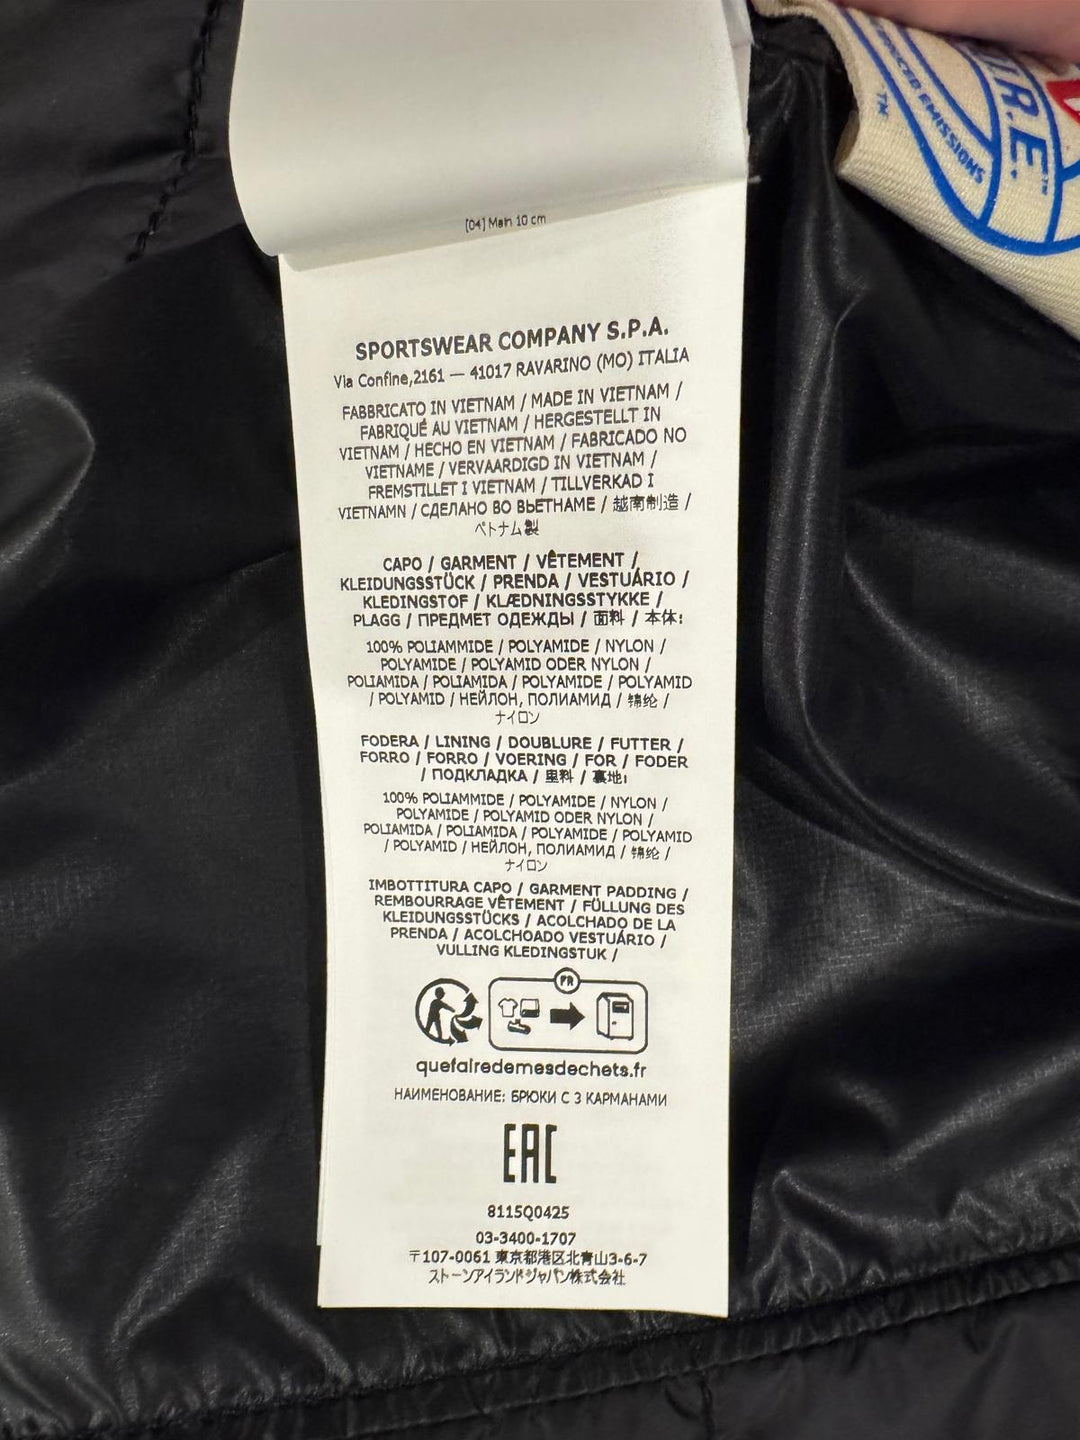 [04] Main 10 cm
SPORTSWEAR COMPANY S.P.A.
Via Confine,2161 — 41017 RAVARINO (MO) ITALIA
FABBRICATO IN VIETNAM / MADE IN VIETNAM /
FABRIQUÉ AU VIETNAM / HERGESTELLT IN
VIETNAM / HECHO EN VIETNAM / FABRICADO NO
VIETNAME / VERVAARDIGD IN VIETNAM /
FREMSTILLET I VIETNAM / TILLVERKAD I
VIETNAMN / СДЕЛАНО ВО ВЬЕТНАМЕ / 越南制造 /
ベトナム製
CAPO / GARMENT / VÊTEMENT /
KLEIDUNGSSTÜCK / PRENDA / VESTUÁRIO /
KLEDINGSTOF / KLÆDNINGSSTYKKE /
PLAGG / ПРЕДМЕТ ОДЕЖДЫ / 面料 / 本体:
100% POLIAMMIDE / POLYAMIDE / NYLON /
POLYAMIDE / POLYAMID ODER NYLON /
POLIAMIDA / POLIAMIDA / POLYAMIDE / POLYAMID
/ POLYAMID / НЕЙЛОН, ПОЛИАМИД / 锦纶 /
ナイロン
FODERA / LINING / DOUBLURE / FUTTER /
FORRO / FORRO / VOERING / FOR / FODER
/ ПОДКЛАДКА / 里料 / 裏地:
100% POLIAMMIDE / POLYAMIDE / NYLON /
POLYAMIDE / POLYAMID ODER NYLON /
POLIAMIDA / POLIAMIDA / POLYAMIDE / POLYAMID
/ POLYAMID / НЕЙЛОН, ПОЛИАМИД / 锦纶 /
ナイロン
IMBOTTITURA CAPO / GARMENT PADDING /
REMBOURRAGE VÊTEMENT / FÜLLUNG DES
KLEIDUNGSSTÜCKS / ACOLCHADO DE LA
PRENDA / ACOLCHOADO VESTUÁRIO /
VULLING KLEDINGSTUK /
FR
quefairedemesdechets.fr
НАИМЕНОВАНИЕ: БРЮКИ С 3 КАРМАНАМИ
EAC
8115Q0425
03-3400-1707
〒107-0061 東京都港区北青山3-6-7
ストーンアイランドジャパン株式会社
EMISSIONS
™
.R.E.™